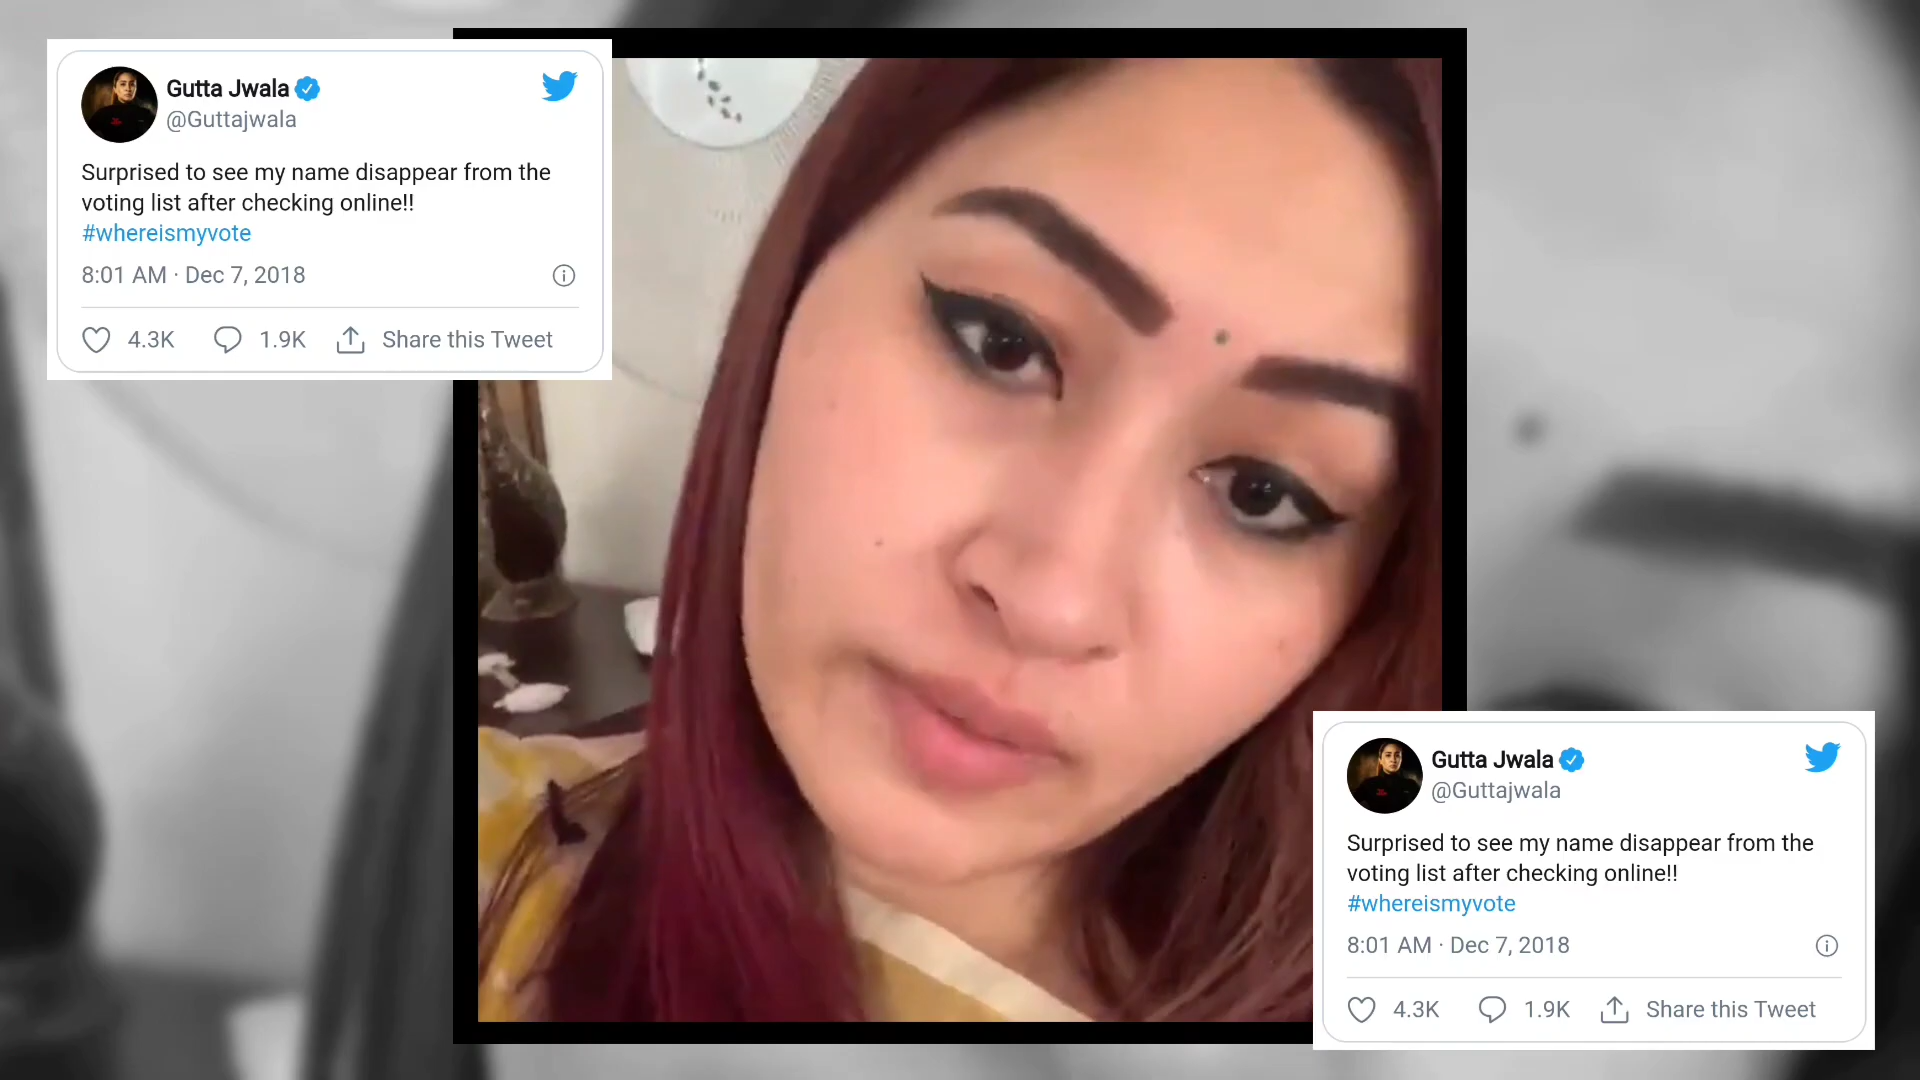 Gutta Jwala
@Guttajwala
Surprised to see my name disappear from the
voting list after checking online!!
#whereismyvote
8:01 AM · Dec 7, 2018
4.3K 1.9K Share this Tweet
Gutta Jwala
@Guttajwala
Surprised to see my name disappear from the
voting list after checking online!!
#whereismyvote
8:01 AM · Dec 7, 2018
4.3K 1.9K Share this Tweet